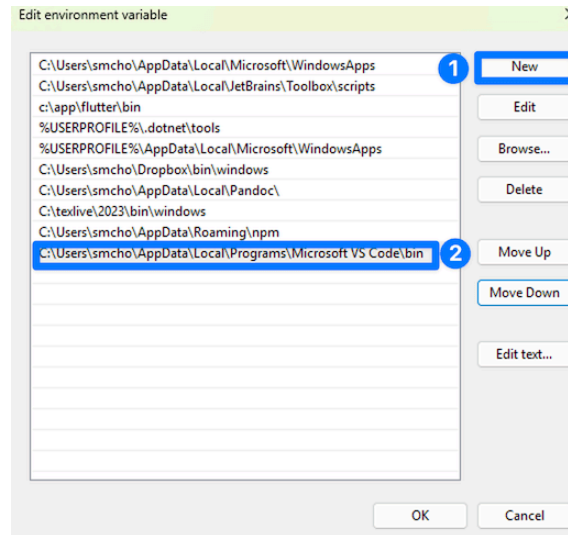 Edit environment variable
C:\Users\smcho\AppData\Local\Microsoft\WindowsApps
1
New
C:\Users\smcho\AppData\Local\JetBrains\Toolbox\scripts
c:\app\flutter\bin
Edit
%USERPROFILE%\.dotnet\tools
%USERPROFILE%\AppData\Local\Microsoft\WindowsApps
Browse...
C:\Users\smcho\Dropbox\bin\windows
C:\Users\smcho\AppData\Local\Pandoc\
Delete
C:\texlive\2023\bin\windows
C:\Users\smcho\AppData\Roaming\npm
C:\Users\smcho\AppData\Local\Programs\Microsoft VS Code\bin
2
Move Up
Move Down
Edit text...
OK
Cancel